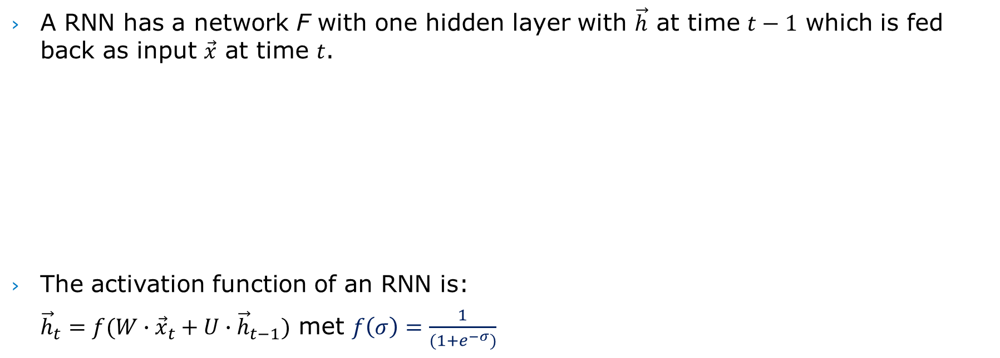 › A RNN has a network F with one hidden layer with $\vec{h}$ at time $t-1$ which is fed
back as input $\vec{x}$ at time $t$.
› The activation function of an RNN is:
$\vec{h}_t = f(W \cdot \vec{x}_t + U \cdot \vec{h}_{t-1})$ met $f(\sigma) = \frac{1}{(1+e^{-\sigma})}$